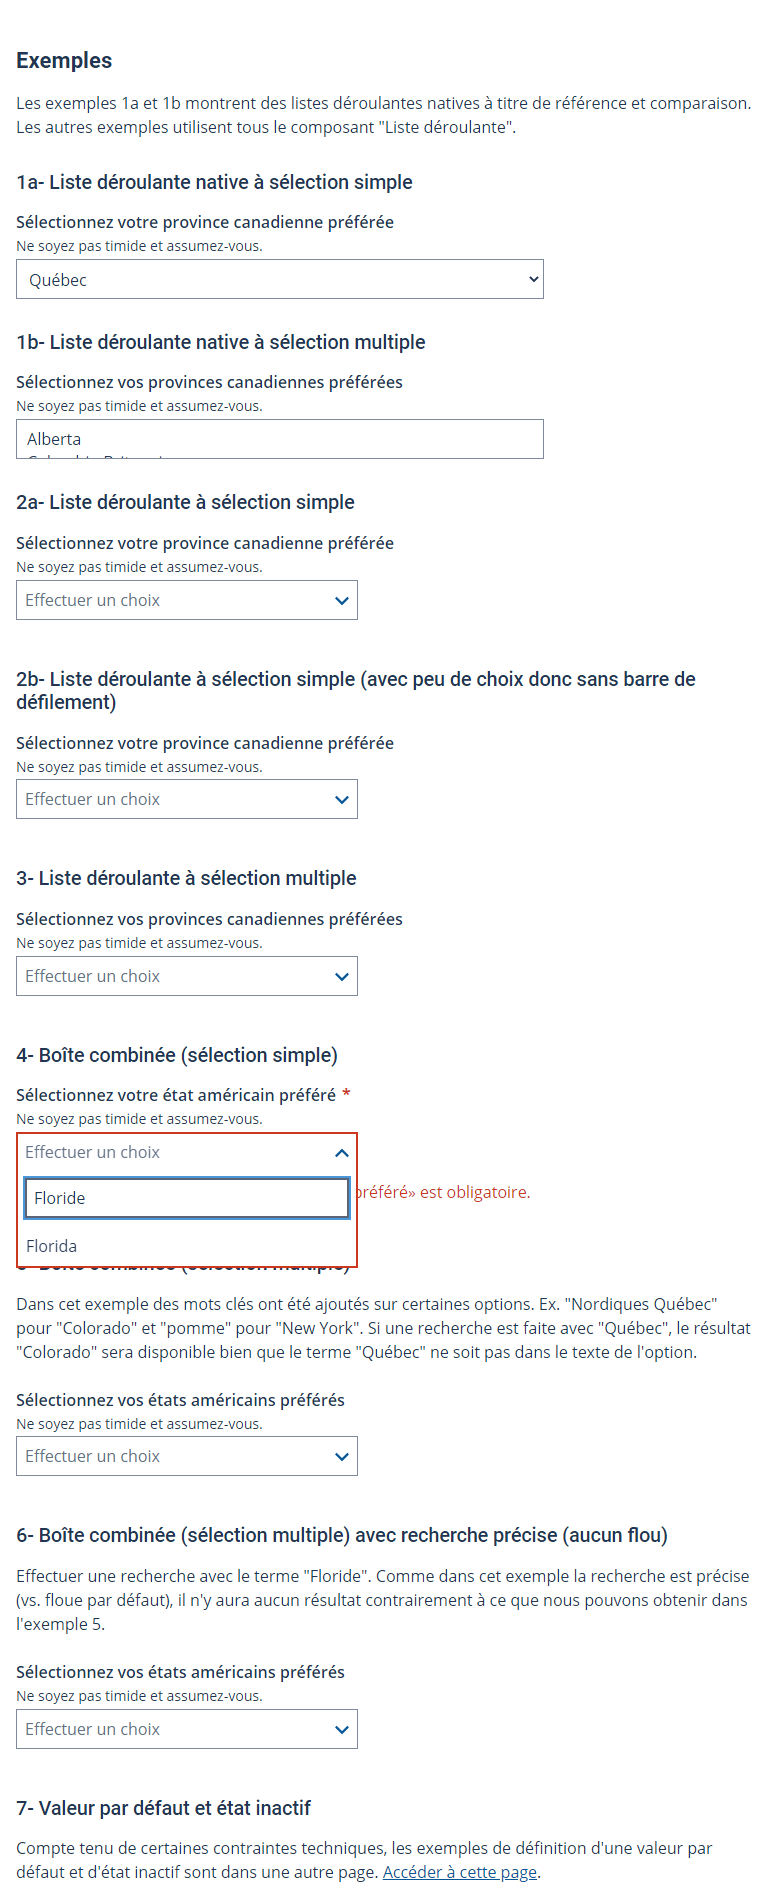 Exemples
Les exemples 1a et 1b montrent des listes déroulantes natives à titre de référence et comparaison.
Les autres exemples utilisent tous le composant "Liste déroulante".
1a- Liste déroulante native à sélection simple
Sélectionnez votre province canadienne préférée
Ne soyez pas timide et assumez-vous.
Québec
1b- Liste déroulante native à sélection multiple
Sélectionnez vos provinces canadiennes préférées
Ne soyez pas timide et assumez-vous.
Alberta
2a- Liste déroulante à sélection simple
Sélectionnez votre province canadienne préférée
Ne soyez pas timide et assumez-vous.
Effectuer un choix
2b- Liste déroulante à sélection simple (avec peu de choix donc sans barre de
défilement)
Sélectionnez votre province canadienne préférée
Ne soyez pas timide et assumez-vous.
Effectuer un choix
3- Liste déroulante à sélection multiple
Sélectionnez vos provinces canadiennes préférées
Ne soyez pas timide et assumez-vous.
Effectuer un choix
4- Boîte combinée (sélection simple)
Sélectionnez votre état américain préféré *
Ne soyez pas timide et assumez-vous.
Effectuer un choix
préféré» est obligatoire.
Floride
Florida
Dans cet exemple des mots clés ont été ajoutés sur certaines options. Ex. "Nordiques Québec"
pour "Colorado" et "pomme" pour "New York". Si une recherche est faite avec "Québec", le résultat
"Colorado" sera disponible bien que le terme "Québec" ne soit pas dans le texte de l'option.
Sélectionnez vos états américains préférés
Ne soyez pas timide et assumez-vous.
Effectuer un choix
6- Boîte combinée (sélection multiple) avec recherche précise (aucun flou)
Effectuer une recherche avec le terme "Floride". Comme dans cet exemple la recherche est précise
(vs. floue par défaut), il n'y aura aucun résultat contrairement à ce que nous pouvons obtenir dans
l'exemple 5.
Sélectionnez vos états américains préférés
Ne soyez pas timide et assumez-vous.
Effectuer un choix
7- Valeur par défaut et état inactif
Compte tenu de certaines contraintes techniques, les exemples de définition d'une valeur par
défaut et d'état inactif sont dans une autre page. Accéder à cette page.